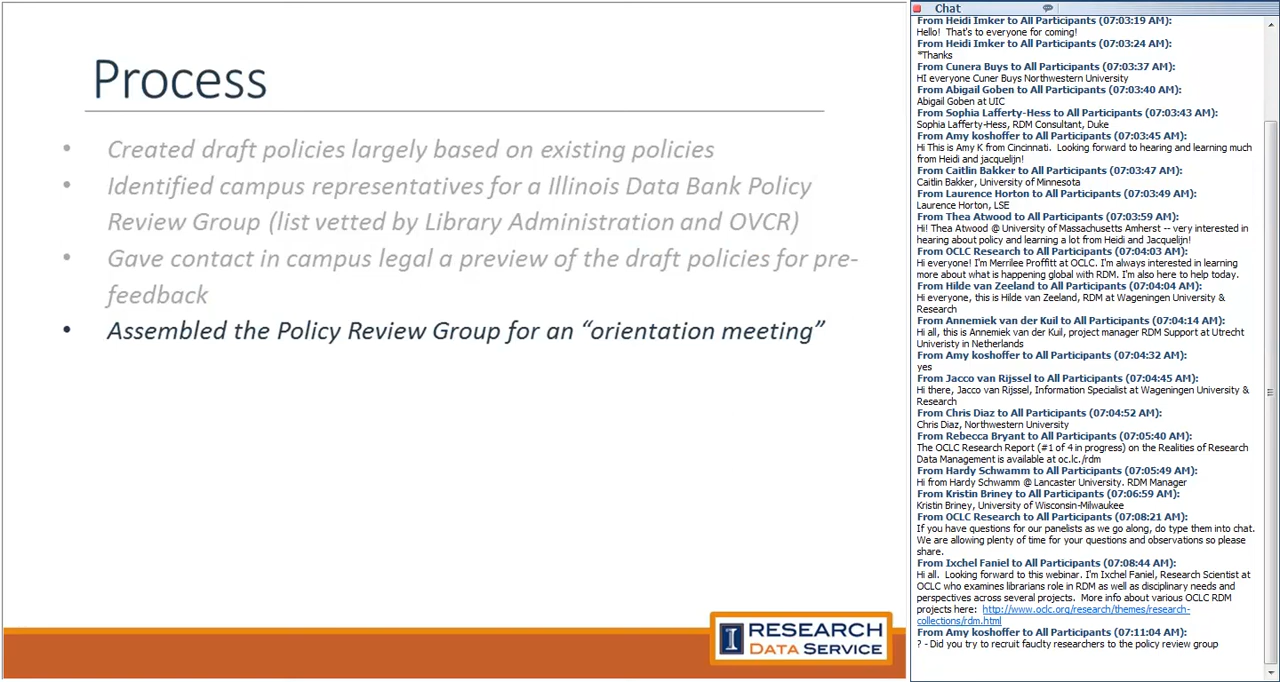 Process
• Created draft policies largely based on existing policies
• Identified campus representatives for a Illinois Data Bank Policy
Review Group (list vetted by Library Administration and OVCR)
• Gave contact in campus legal a preview of the draft policies for pre-
feedback
• Assembled the Policy Review Group for an “orientation meeting”
I RESEARCH
DATA SERVICE
Chat
From Heidi Imker to All Participants (07:03:19 AM):
Hello! That's to everyone for coming!
From Heidi Imker to All Participants (07:03:24 AM):
*Thanks
From Cunera Buys to All Participants (07:03:37 AM):
HI everyone Cuner Buys Northwestern University
From Abigail Goben to All Participants (07:03:40 AM):
Abigail Goben at UIC
From Sophia Lafferty-Hess to All Participants (07:03:43 AM):
Sophia Lafferty-Hess, RDM Consultant, Duke
From Amy koshoffer to All Participants (07:03:45 AM):
Hi This is Amy K from Cincinnati. Looking forward to hearing and learning much
from Heidi and jacquelijn!
From Caitlin Bakker to All Participants (07:03:47 AM):
Caitlin Bakker, University of Minnesota
From Laurence Horton to All Participants (07:03:49 AM):
Laurence Horton, LSE
From Thea Atwood to All Participants (07:03:59 AM):
Hi! Thea Atwood @ University of Massachusetts Amherst -- very interested in
hearing about policy and learning a lot from Heidi and Jacquelijn!
From OCLC Research to All Participants (07:04:03 AM):
Hi everyone! I'm Merrilee Proffitt at OCLC. I'm always interested in learning
more about what is happening global with RDM. I'm also here to help today.
From Hilde van Zeeland to All Participants (07:04:04 AM):
Hi everyone, this is Hilde van Zeeland, RDM at Wageningen University &
Research
From Annemiek van der Kuil to All Participants (07:04:14 AM):
Hi all, this is Annemiek van der Kuil, project manager RDM Support at Utrecht
Univeristy in Netherlands
From Amy koshoffer to All Participants (07:04:32 AM):
yes
From Jacco van Rijssel to All Participants (07:04:45 AM):
Hi there, Jacco van Rijssel, Information Specialist at Wageningen University &
Research
From Chris Diaz to All Participants (07:04:52 AM):
Chris Diaz, Northwestern University
From Rebecca Bryant to All Participants (07:05:40 AM):
The OCLC Research Report (#1 of 4 in progress) on the Realities of Research
Data Management is available at oc.lc./rdm
From Hardy Schwamm to All Participants (07:05:49 AM):
Hi from Hardy Schwamm @ Lancaster University. RDM Manager
From Kristin Briney to All Participants (07:06:59 AM):
Kristin Briney, University of Wisconsin-Milwaukee
From OCLC Research to All Participants (07:08:21 AM):
If you have questions for our panelists as we go along, do type them into chat.
We are allowing plenty of time for your questions and observations so please
share.
From Ixchel Faniel to All Participants (07:08:44 AM):
Hi all. Looking forward to this webinar. I'm Ixchel Faniel, Research Scientist at
OCLC who examines librarians role in RDM as well as disciplinary needs and
perspectives across several projects. More info about various OCLC RDM
projects here: http://www.oclc.org/research/themes/research-
collections/rdm.html
From Amy koshoffer to All Participants (07:11:04 AM):
? - Did you try to recruit fauclty researchers to the policy review group